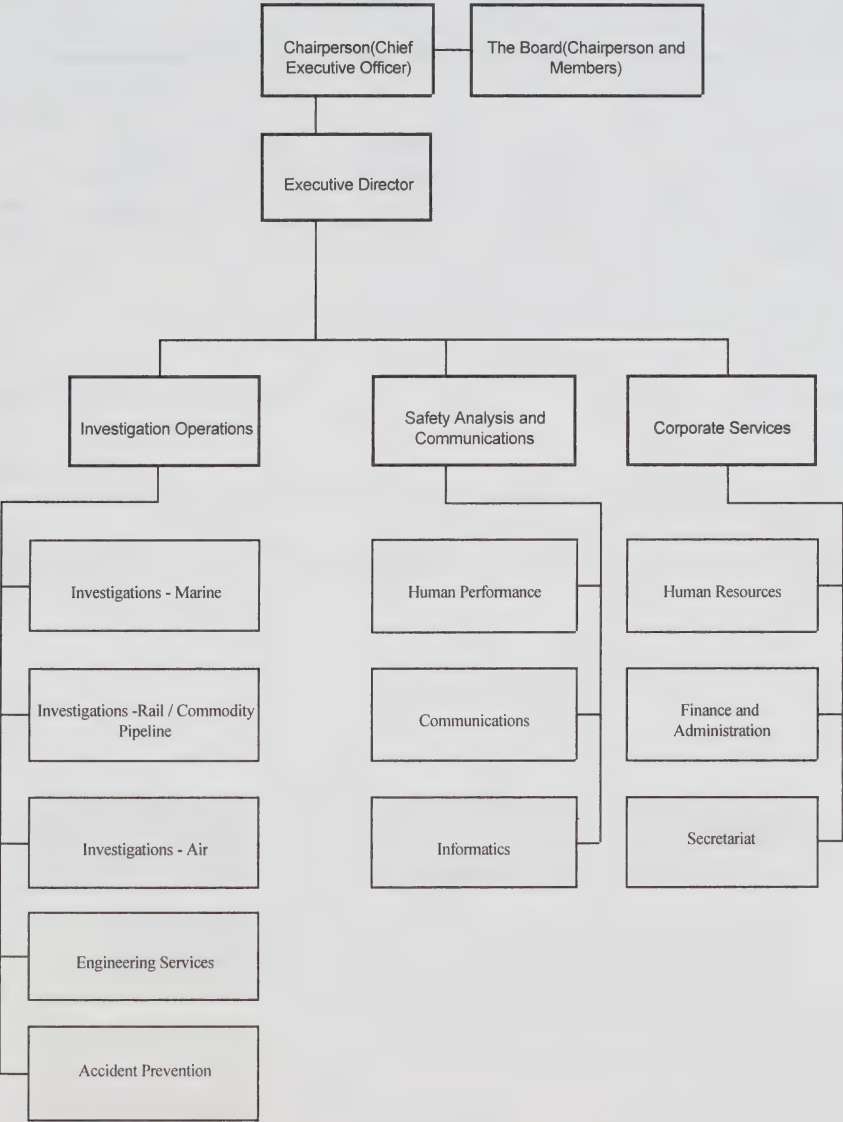 Chairperson(Chief
Executive Officer)
The Board(Chairperson and
Members)
Executive Director
Investigation Operations
Safety Analysis and
Communications
Corporate Services
Investigations - Marine
Human Performance
Human Resources
Investigations -Rail / Commodity
Pipeline
Communications
Finance and
Administration
Investigations - Air
Informatics
Secretariat
Engineering Services
Accident Prevention